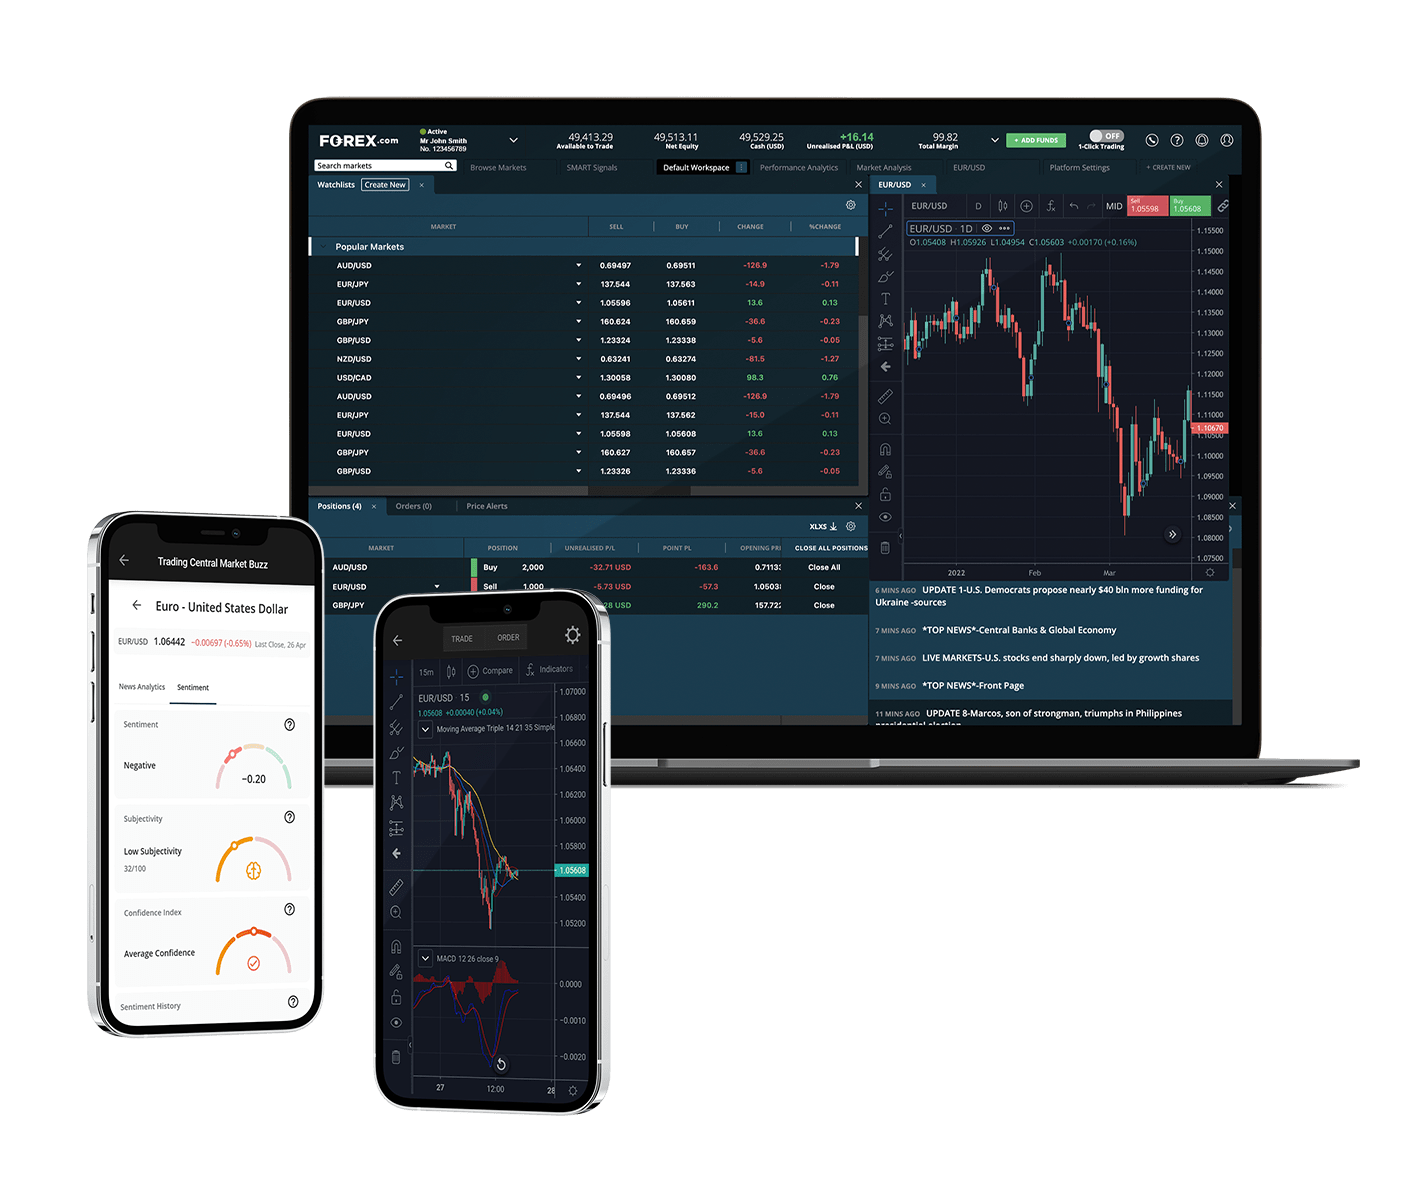 FOREX.com
Active
Mr John Smith
No. 123456789
49,413.29
Available to Trade
49,513.11
Net Equity
49,529.25
Cash (USD)
+16.14
Unrealised P&L (USD)
99.82
Total Margin
+ ADD FUNDS
OFF
1-Click Trading
Search markets
Browse Markets
SMART Signals
Default Workspace
Performance Analytics
Market Analysis
EUR/USD
Platform Settings
+ CREATE NEW
Watchlists Create New ×
MARKET SELL BUY CHANGE %CHANGE
Popular Markets
AUD/USD 0.69497 0.69511 -126.9 -1.79
EUR/JPY 137.544 137.563 -14.9 -0.11
EUR/USD 1.05596 1.05611 13.6 0.13
GBP/JPY 160.624 160.659 -36.6 -0.23
GBP/USD 1.23324 1.23338 -5.6 -0.05
NZD/USD 0.63241 0.63274 -81.5 -1.27
USD/CAD 1.30058 1.30080 98.3 0.76
AUD/USD 0.69496 0.69512 -126.9 -1.79
EUR/JPY 137.544 137.562 -15.0 -0.11
EUR/USD 1.05598 1.05608 13.6 0.13
GBP/JPY 160.627 160.657 -36.6 -0.23
GBP/USD 1.23326 1.23336 -5.6 -0.05
EUR/USD ×
EUR/USD D MID
Sell
1.05598
Buy
1.05608
EUR/USD · 1D
O1.05408 H1.05926 L1.04954 C1.05603 +0.00170 (+0.16%)
1.15500
1.15000
1.14500
1.14000
1.13500
1.13000
1.12500
1.12000
1.11500
1.11000
1.10670
1.10500
1.10000
1.09500
1.09000
1.08500
1.08000
1.07500
2022 Feb Mar
Positions (4) × Orders (0) Price Alerts
XLXS
MARKET POSITION UNREALISED P/L POINT PL OPENING PRI CLOSE ALL POSITIONS
AUD/USD Buy 2,000 -32.71 USD -163.6 0.7113 Close All
EUR/USD Sell 1,000 -5.73 USD -57.3 1.0503 Close
GBP/JPY 28 USD 290.2 157.72 Close
6 MINS AGO UPDATE 1-U.S. Democrats propose nearly $40 bln more funding for
Ukraine -sources
7 MINS AGO *TOP NEWS*-Central Banks & Global Economy
7 MINS AGO LIVE MARKETS-U.S. stocks end sharply down, led by growth shares
9 MINS AGO *TOP NEWS*-Front Page
11 MINS AGO UPDATE 8-Marcos, son of strongman, triumphs in Philippines
presidential election
Trading Central Market Buzz
Euro - United States Dollar
EUR/USD 1.06442 -0.00697 (-0.65%) Last Close, 26 Apr
News Analytics Sentiment
Sentiment
Negative
-0.20
Subjectivity
Low Subjectivity
32/100
Confidence Index
Average Confidence
Sentiment History
TRADE ORDER
15m Compare Indicators
EUR/USD · 15
1.05608 +0.00040 (+0.04%)
Moving Average Triple 14 21 35 Simple
1.07000
1.06800
1.06600
1.06400
1.06200
1.06000
1.05800
1.05608
1.05400
1.05200
MACD 12 26 close 9
0.0000
-0.0010
-0.0020
27 12:00 28